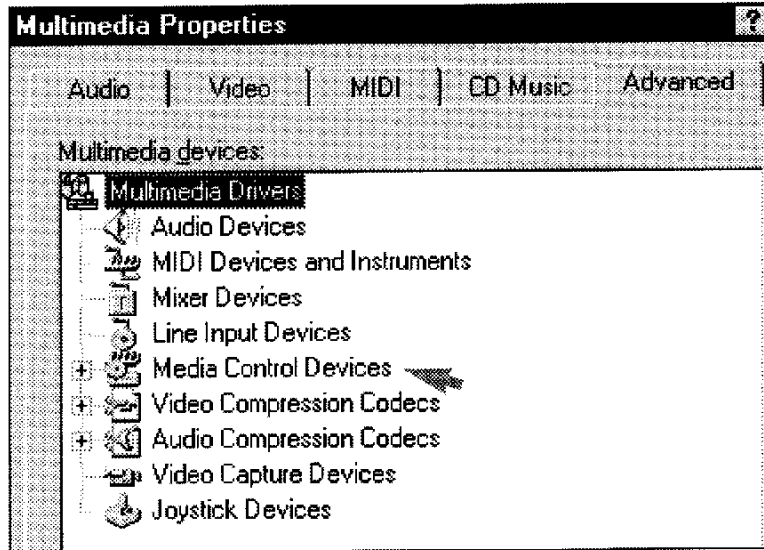 Multimedia Properties ?
Audio Video MIDI CD Music Advanced
Multimedia devices:
Multimedia Drivers
Audio Devices
MIDI Devices and Instruments
Mixer Devices
Line Input Devices
Media Control Devices
Video Compression Codecs
Audio Compression Codecs
Video Capture Devices
Joystick Devices